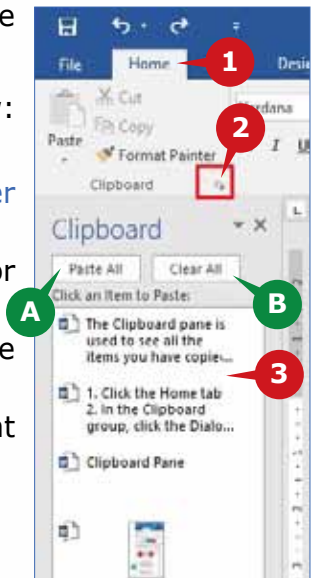 e
y:
er
or
e
at
File Home Desi
1
Cut
Copy
Paste
Format Painter
Verdana
I U
2
Clipboard
L
Clipboard
Paste All Clear All
A
B
Click an Item to Paste:
The Clipboard pane is
used to see all the
items you have copie...
3
1. Click the Home tab
2. In the Clipboard
group, click the Dialo...
Clipboard Pane